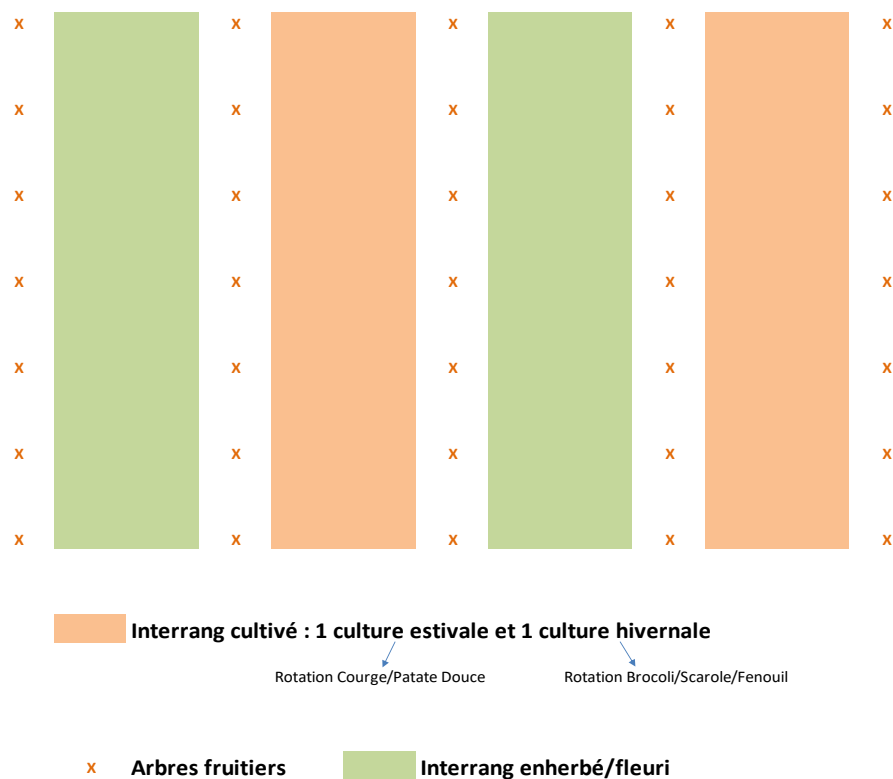 x x x x x
x x x x x
x x x x x
x x x x x
x x x x x
x x x x x
x x x x x
Interrang cultivé : 1 culture estivale et 1 culture hivernale
Rotation Courge/Patate Douce Rotation Brocoli/Scarole/Fenouil
x Arbres fruitiers Interrang enherbé/fleuri